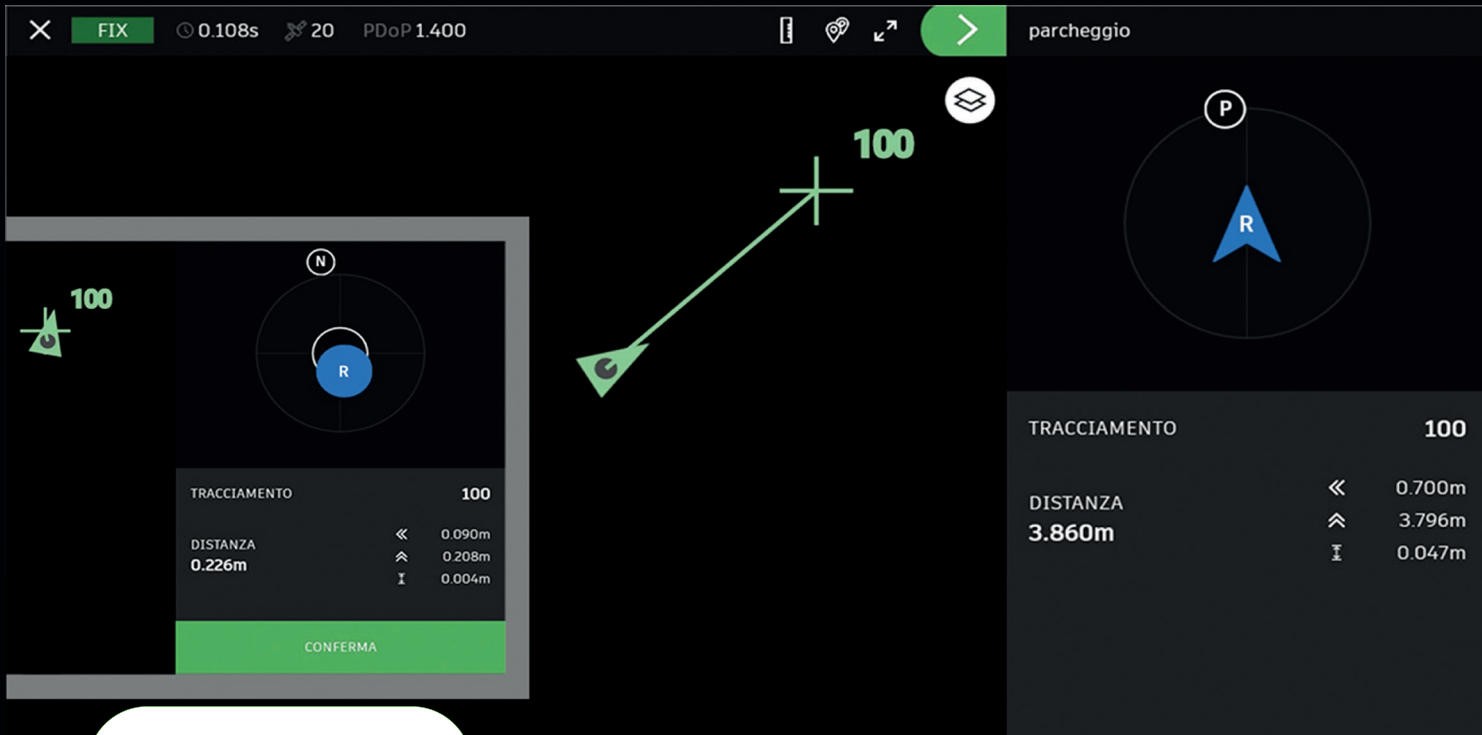 FIX 0.108s 20 PDoP 1.400
parcheggio
100
P
R
TRACCIAMENTO 100
DISTANZA
3.860m
0.700m
3.796m
0.047m
100
N
R
TRACCIAMENTO 100
DISTANZA
0.226m
0.090m
0.208m
0.004m
CONFERMA